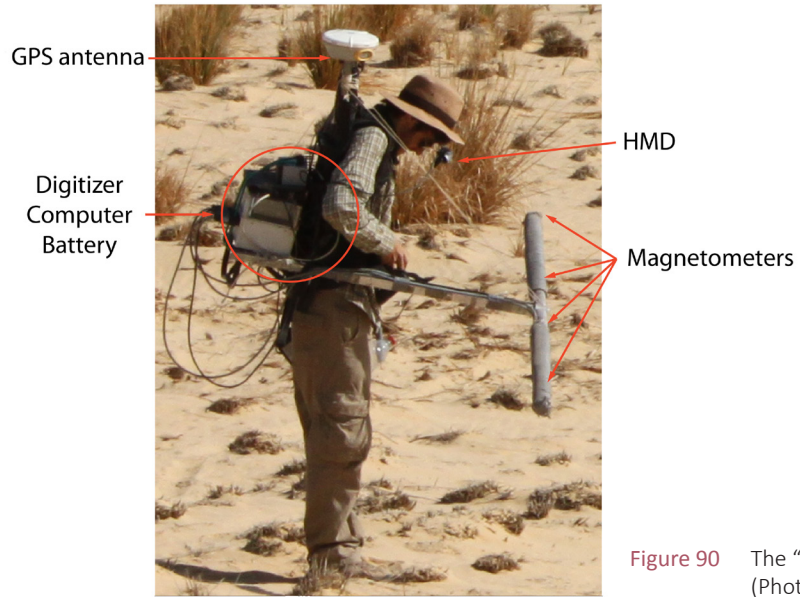 GPS antenna
HMD
Digitizer
Computer
Battery
Magnetometers
Figure 90 The “
(Phot